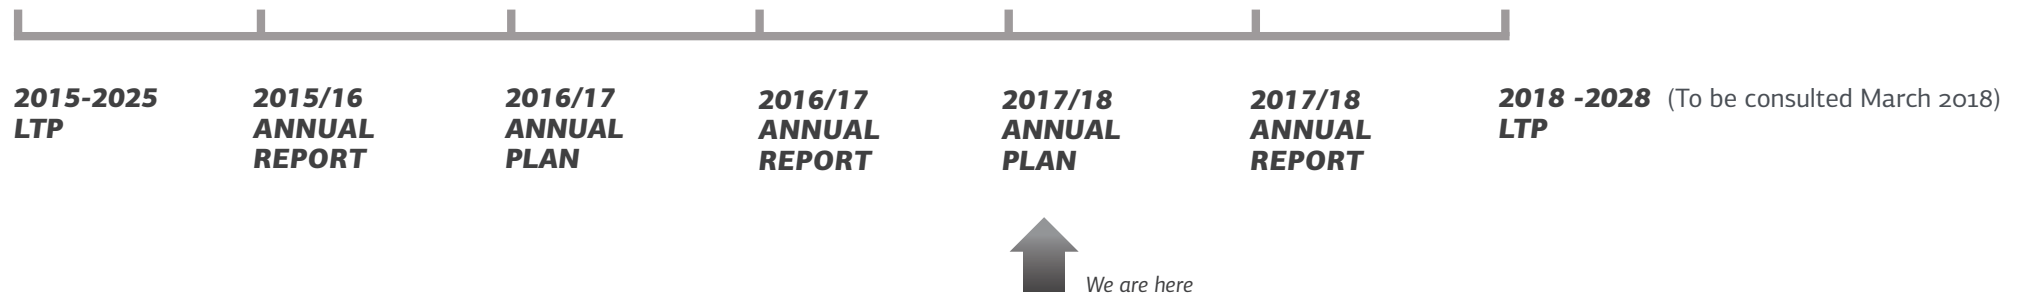 2015-2025
LTP
2015/16
ANNUAL
REPORT
2016/17
ANNUAL
PLAN
2016/17
ANNUAL
REPORT
2017/18
ANNUAL
PLAN
2017/18
ANNUAL
REPORT
2018 -2028 (To be consulted March 2018)
LTP
We are here